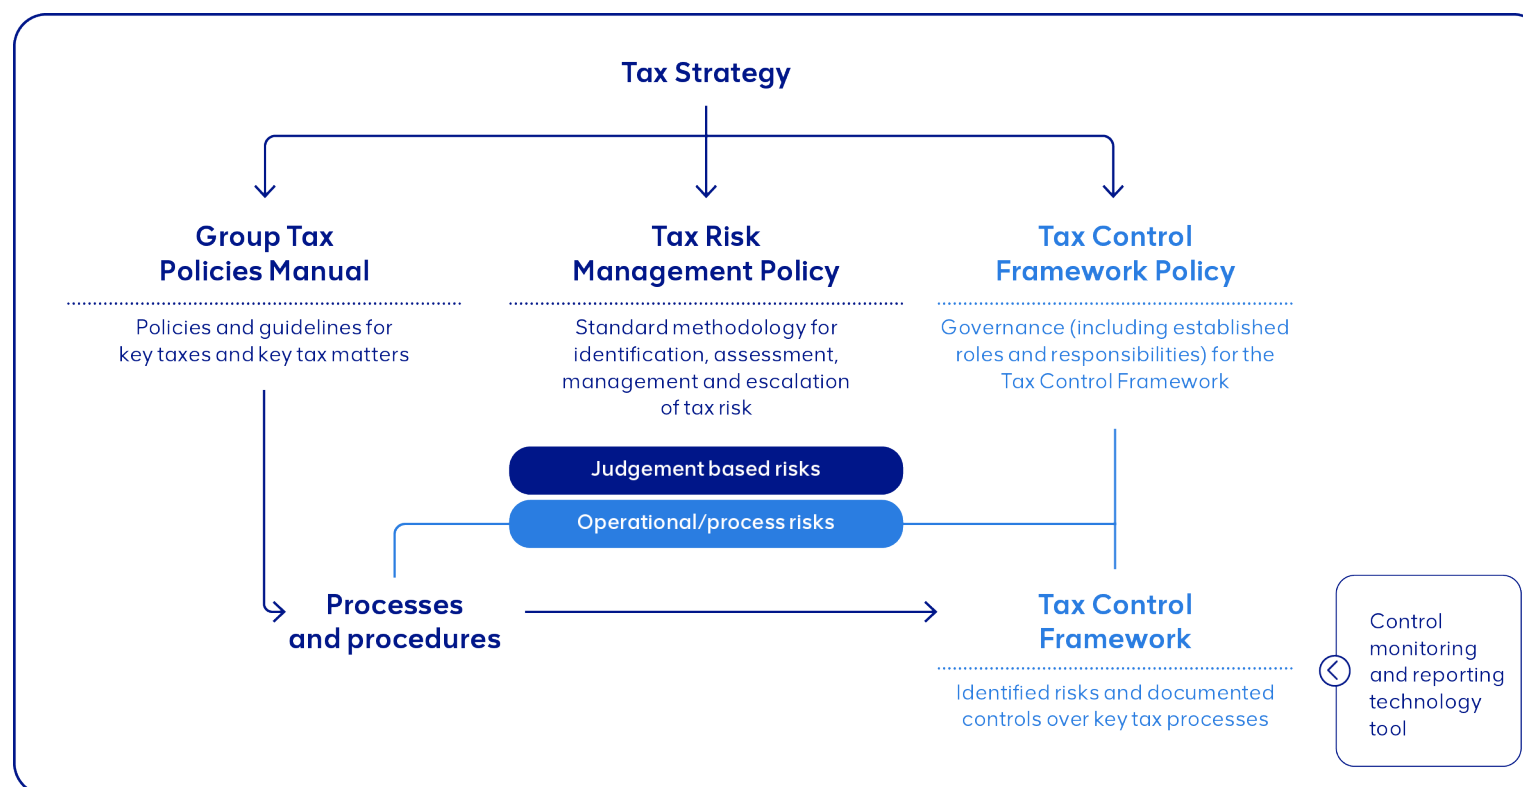 Tax Strategy
Group Tax
Policies Manual
Policies and guidelines for
key taxes and key tax matters
Tax Risk
Management Policy
Standard methodology for
identification, assessment,
management and escalation
of tax risk
Tax Control
Framework Policy
Governance (including established
roles and responsibilities) for the
Tax Control Framework
Judgement based risks
Operational/process risks
Processes
and procedures
Tax Control
Framework
Identified risks and documented
controls over key tax processes
Control
monitoring
and reporting
technology
tool